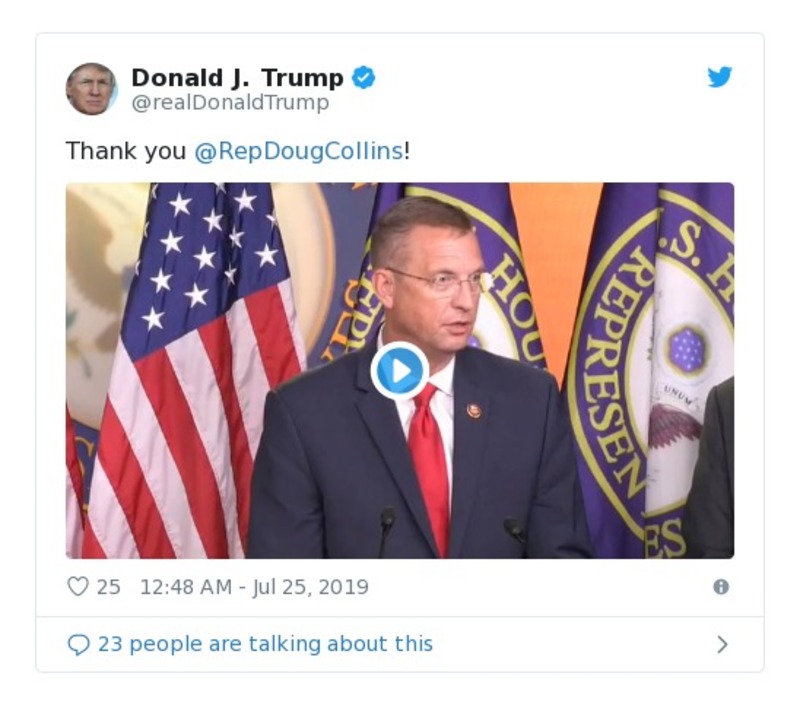 Donald J. Trump
@realDonaldTrump
Thank you @RepDougCollins!
HOU
U.S. H
REPRESEN
UNUM
ES
25 12:48 AM - Jul 25, 2019
23 people are talking about this